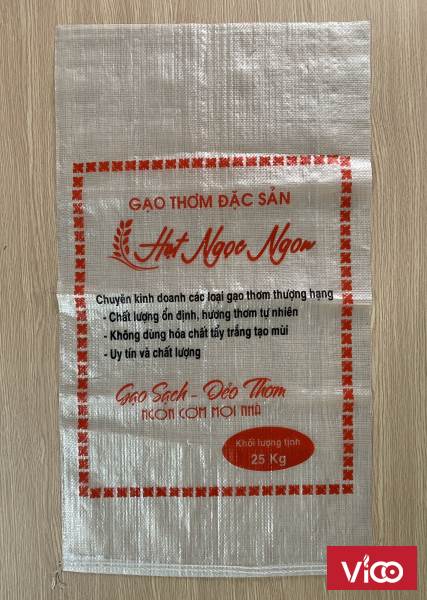 GẠO THƠM ĐẶC SẢN
Hạt Ngọc Ngon
Chuyên kinh doanh các loại gạo thơm thượng hạng
- Chất lượng ổn định, hương thơm tự nhiên
- Không dùng hóa chất tẩy trắng tạo mùi
- Uy tín và chất lượng
Gạo Sạch - Dẻo Thơm
NGON CƠM MỌI NHÀ
Khối lượng tịnh
25 Kg
Vico